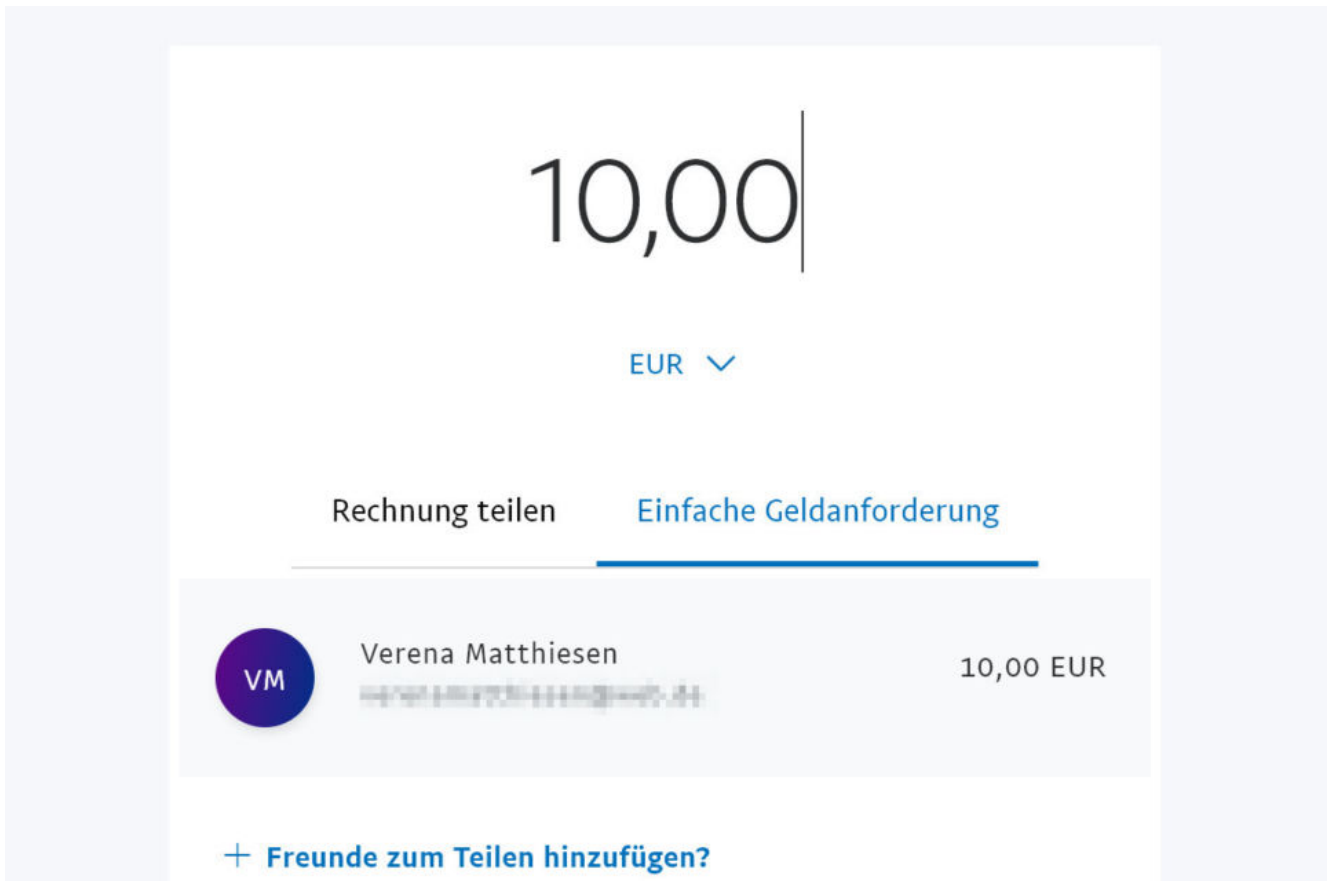 10,00
EUR
Rechnung teilen Einfache Geldanforderung
VM
Verena Matthiesen
10,00 EUR
+ Freunde zum Teilen hinzufügen?